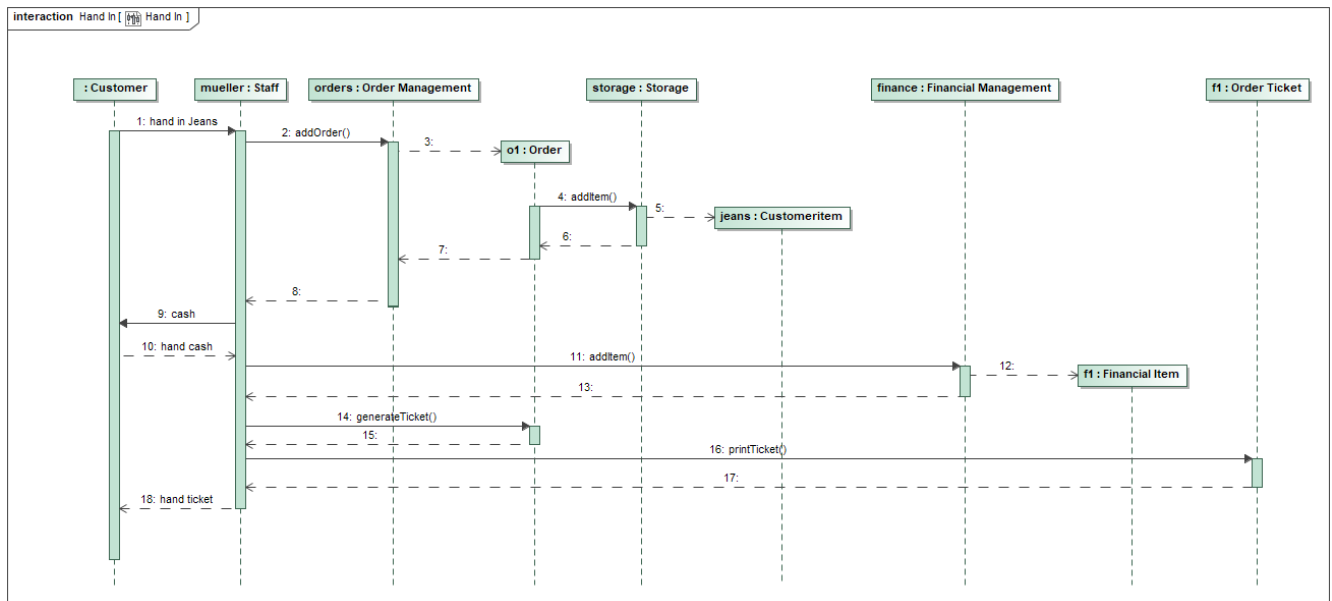 interaction Hand In [ Hand In ]
: Customer
mueller : Staff
orders : Order Management
storage : Storage
finance : Financial Management
f1 : Order Ticket
1: hand in Jeans
2: addOrder()
3:
o1 : Order
4: addItem()
5:
jeans : Customeritem
6:
7:
8:
9: cash
10: hand cash
11: addItem()
12:
f1 : Financial Item
13:
14: generateTicket()
15:
16: printTicket()
17:
18: hand ticket